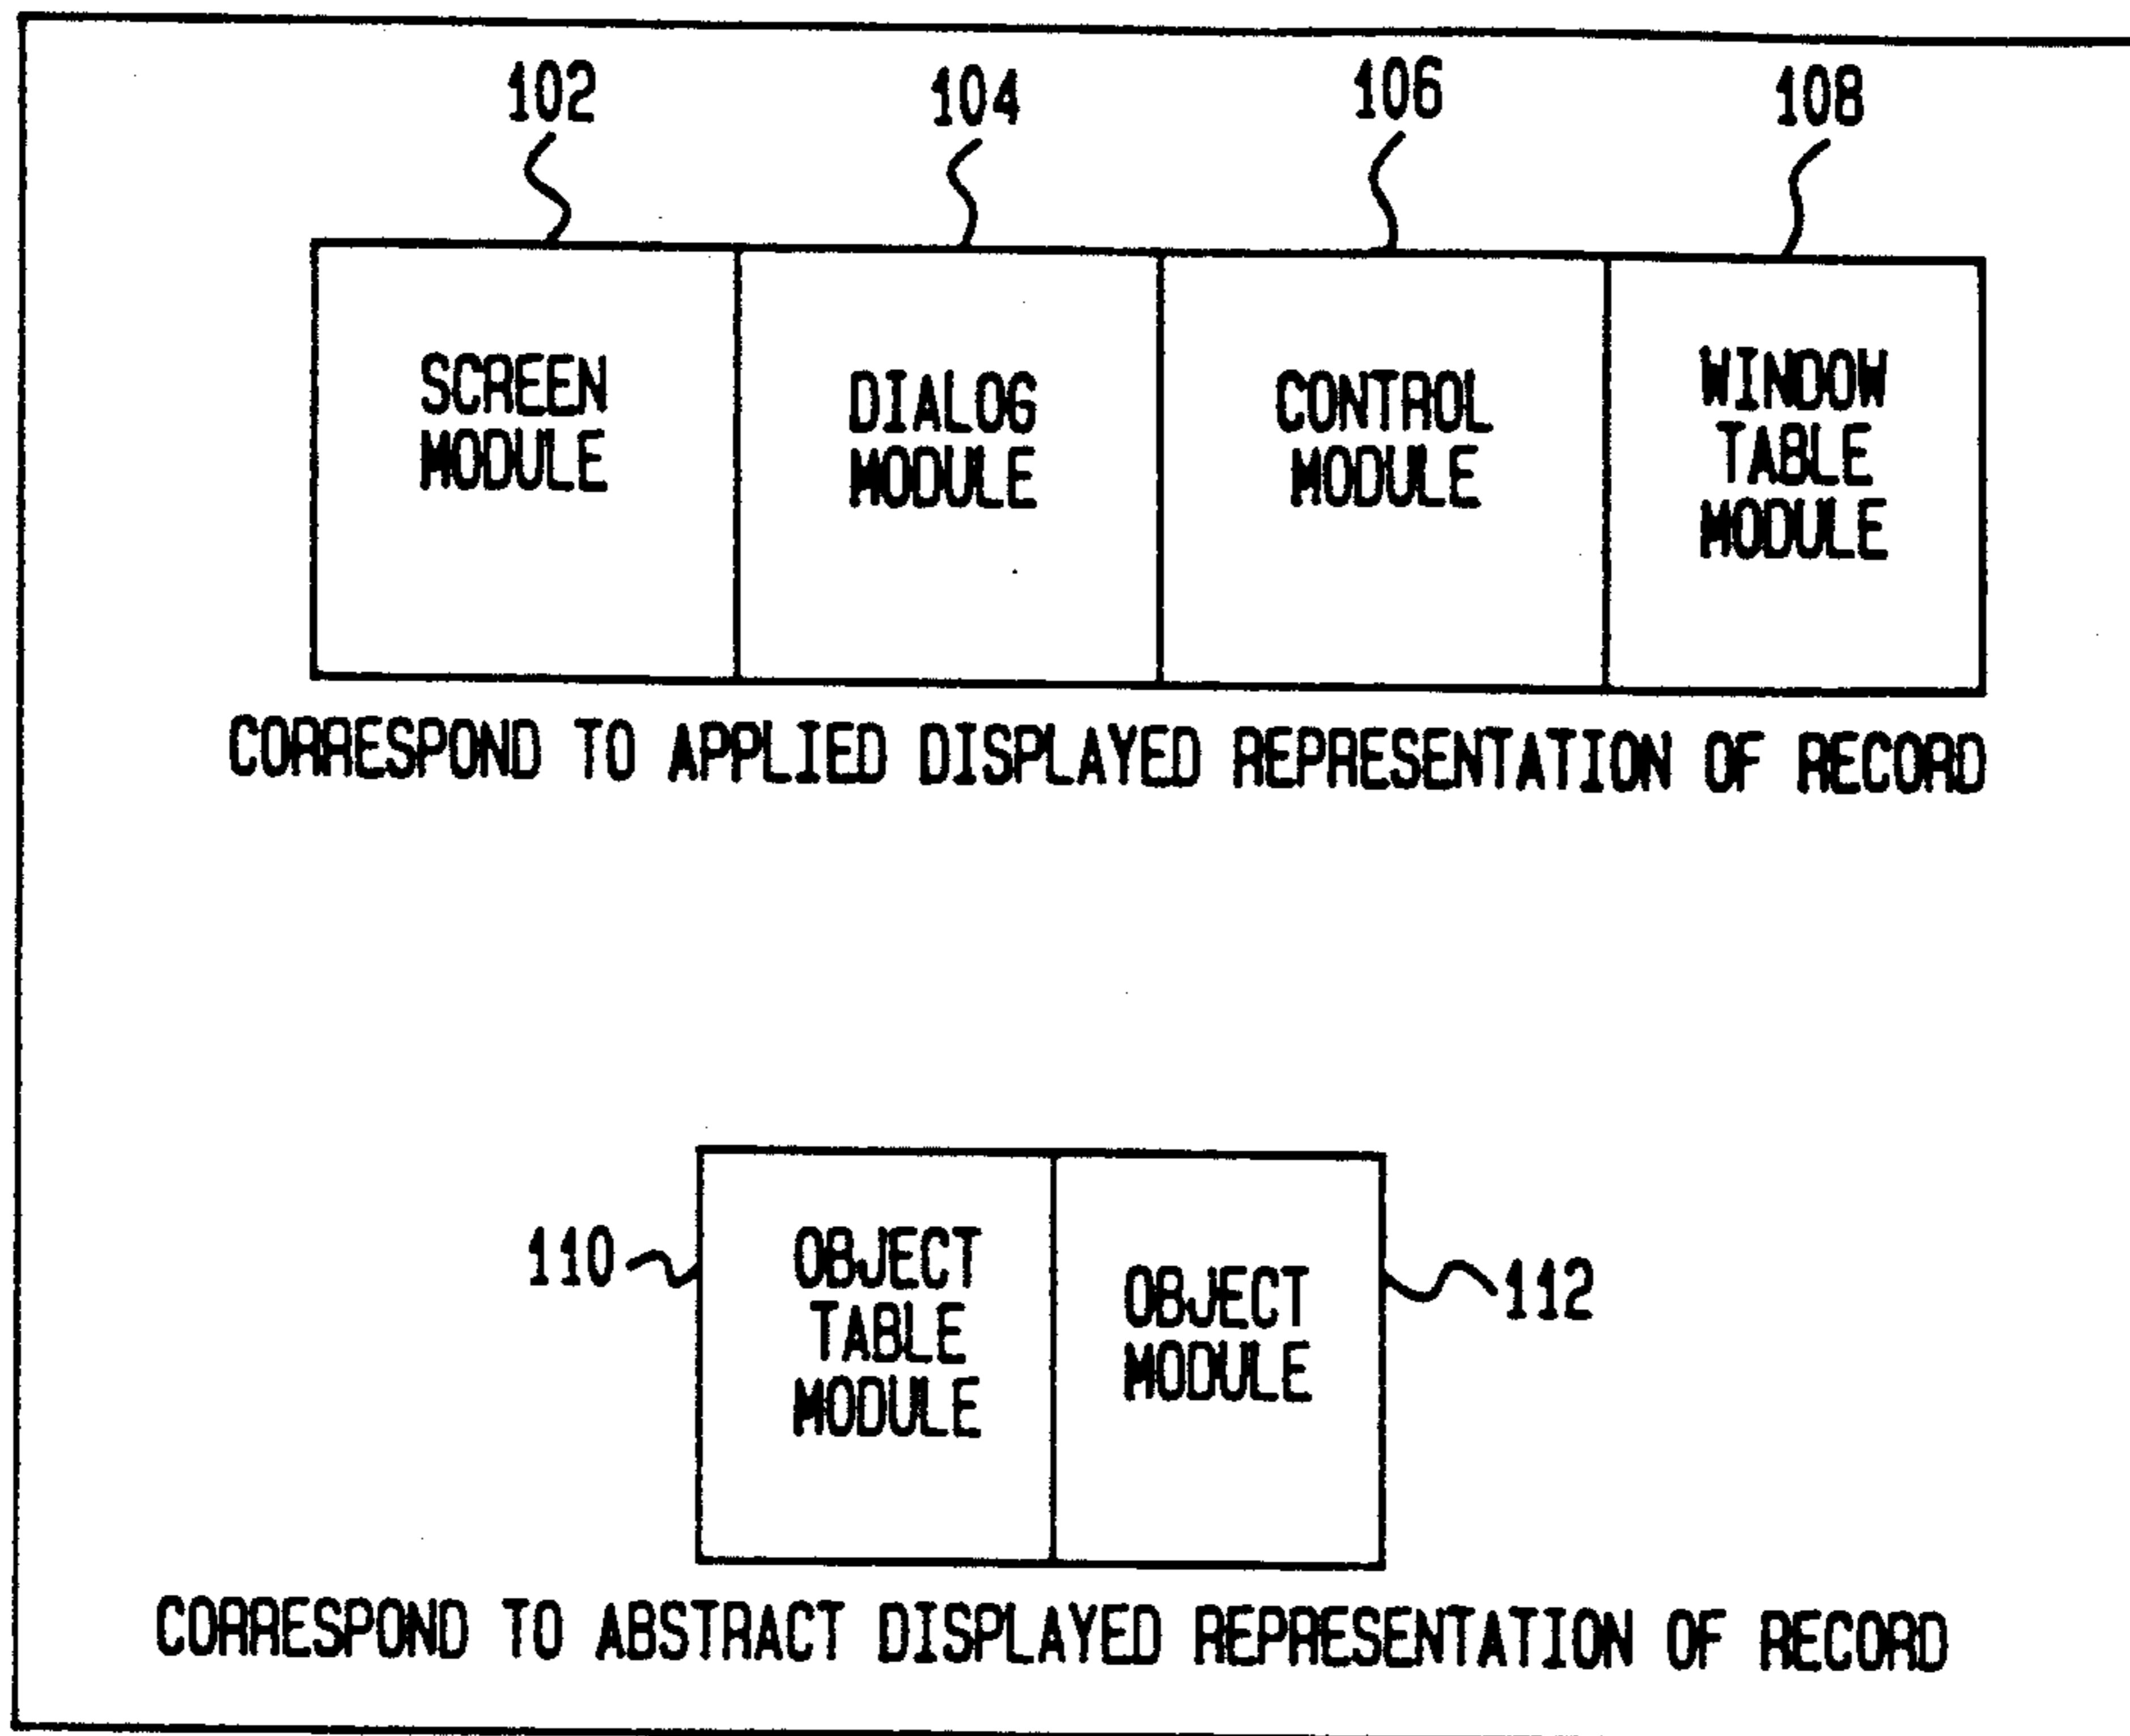 102 104 106 108
SCREEN MODULE
DIALOG MODULE
CONTROL MODULE
WINDOW TABLE MODULE
CORRESPOND TO APPLIED DISPLAYED REPRESENTATION OF RECORD
110
OBJECT TABLE MODULE
OBJECT MODULE
112
CORRESPOND TO ABSTRACT DISPLAYED REPRESENTATION OF RECORD